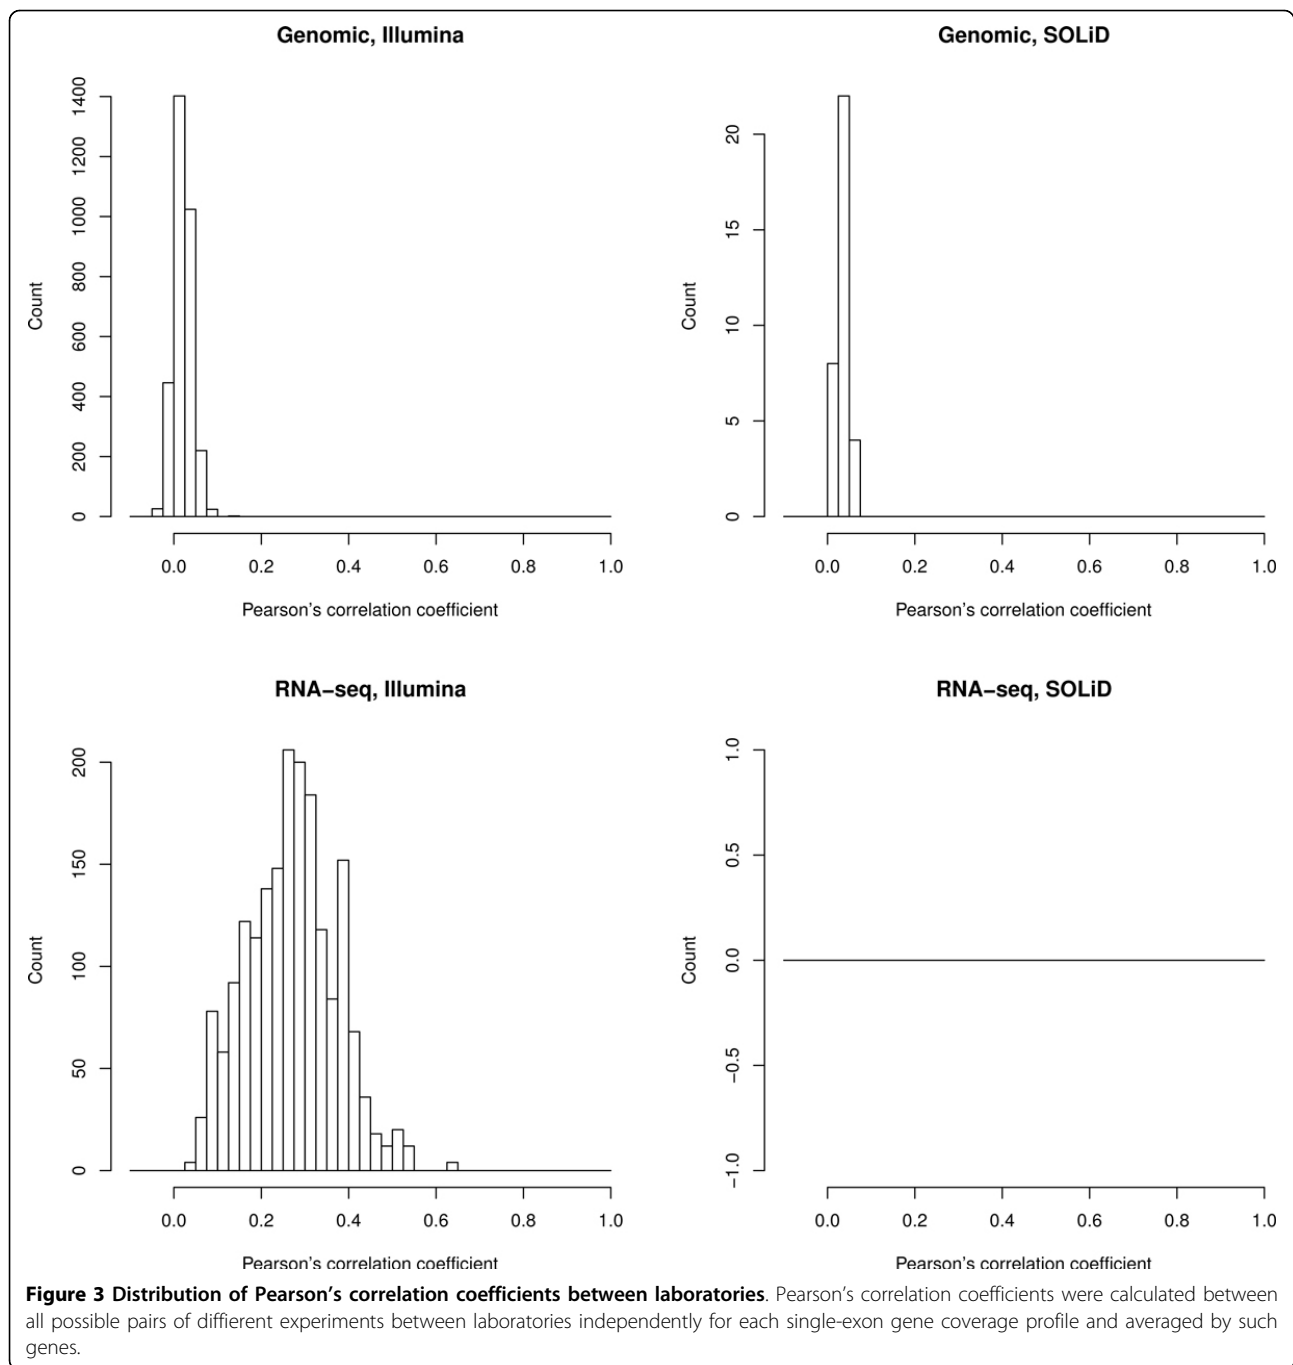 Genomic, Illumina
1400
1200
1000
800
600
400
200
0
Count
0.0 0.2 0.4 0.6 0.8 1.0
Pearson's correlation coefficient
Genomic, SOLiD
20
15
10
5
0
Count
0.0 0.2 0.4 0.6 0.8 1.0
Pearson's correlation coefficient
RNA–seq, Illumina
200
150
100
50
0
Count
0.0 0.2 0.4 0.6 0.8 1.0
Pearson's correlation coefficient
RNA–seq, SOLiD
1.0
0.5
0.0
−0.5
−1.0
Count
0.0 0.2 0.4 0.6 0.8 1.0
Pearson's correlation coefficient
Figure 3 Distribution of Pearson's correlation coefficients between laboratories. Pearson's correlation coefficients were calculated between
all possible pairs of different experiments between laboratories independently for each single-exon gene coverage profile and averaged by such
genes.